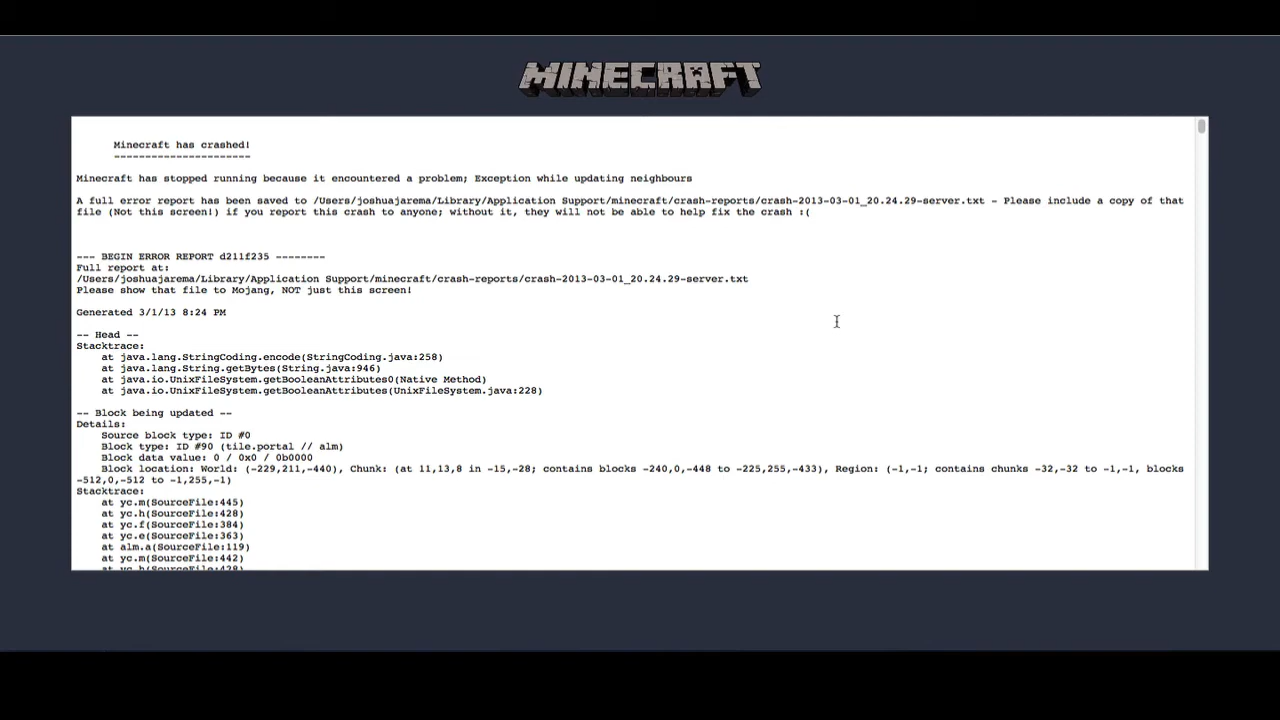 MINECRAFT
Minecraft has crashed!
----------------------
Minecraft has stopped running because it encountered a problem; Exception while updating neighbours
A full error report has been saved to /Users/joshuajarema/Library/Application Support/minecraft/crash-reports/crash-2013-03-01_20.24.29-server.txt - Please include a copy of that
file (Not this screen!) if you report this crash to anyone; without it, they will not be able to help fix the crash :(
--- BEGIN ERROR REPORT d211f235 --------
Full report at:
/Users/joshuajarema/Library/Application Support/minecraft/crash-reports/crash-2013-03-01_20.24.29-server.txt
Please show that file to Mojang, NOT just this screen!
Generated 3/1/13 8:24 PM
-- Head --
Stacktrace:
at java.lang.StringCoding.encode(StringCoding.java:258)
at java.lang.String.getBytes(String.java:946)
at java.io.UnixFileSystem.getBooleanAttributes0(Native Method)
at java.io.UnixFileSystem.getBooleanAttributes(UnixFileSystem.java:228)
-- Block being updated --
Details:
Source block type: ID #0
Block type: ID #90 (tile.portal // alm)
Block data value: 0 / 0x0 / 0b0000
Block location: World: (-229,211,-440), Chunk: (at 11,13,8 in -15,-28; contains blocks -240,0,-448 to -225,255,-433), Region: (-1,-1; contains chunks -32,-32 to -1,-1, blocks
-512,0,-512 to -1,255,-1)
Stacktrace:
at yc.m(SourceFile:445)
at yc.h(SourceFile:428)
at yc.f(SourceFile:384)
at yc.e(SourceFile:363)
at alm.a(SourceFile:119)
at yc.m(SourceFile:442)
at yc.h(SourceFile:428)